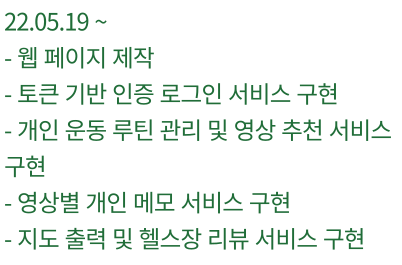 22.05.19 ~
- 웹 페이지 제작
- 토큰 기반 인증 로그인 서비스 구현
- 개인 운동 루틴 관리 및 영상 추천 서비스
구현
- 영상별 개인 메모 서비스 구현
- 지도 출력 및 헬스장 리뷰 서비스 구현